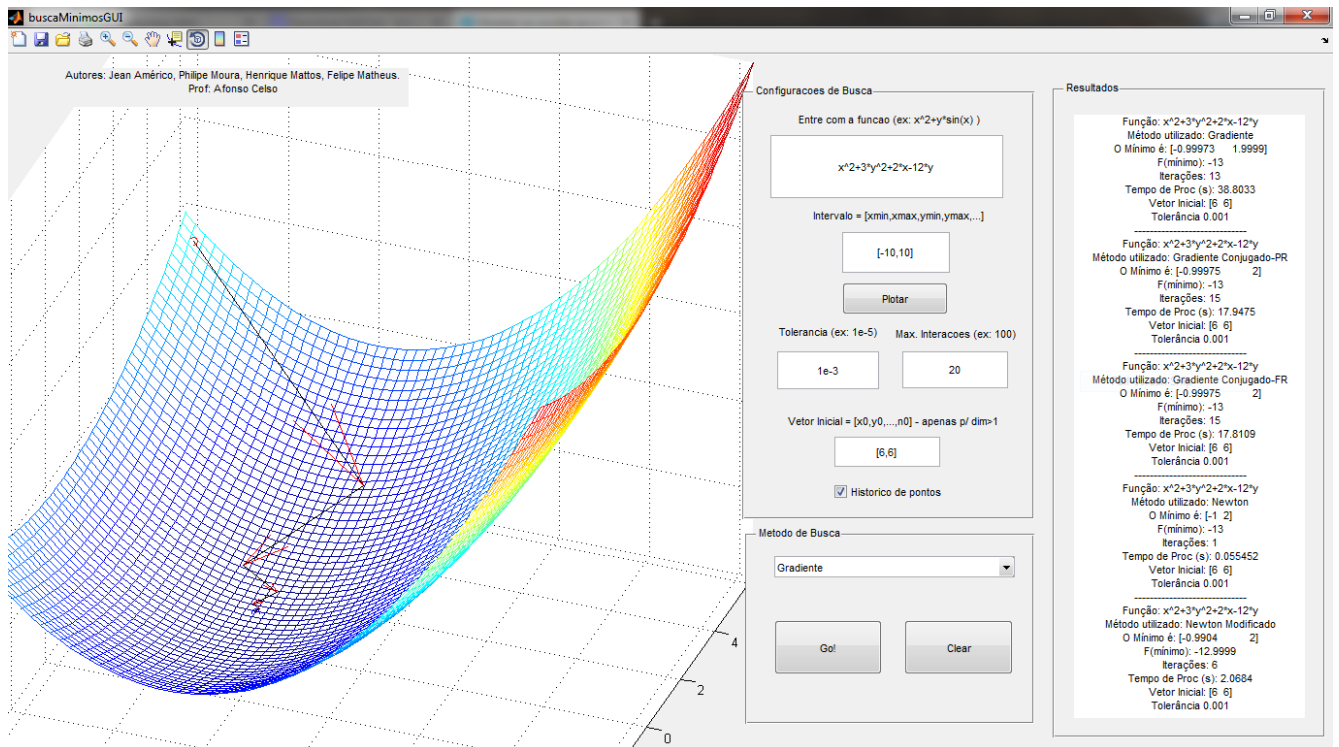 buscaMinimosGUI
Autores: Jean Américo, Philipe Moura, Henrique Mattos, Felipe Matheus.
Prof: Afonso Celso
4
2
0
Configuracoes de Busca
Entre com a funcao (ex: x^2+y*sin(x) )
x^2+3*y^2+2*x-12*y
Intervalo = [xmin,xmax,ymin,ymax,...]
[-10,10]
Plotar
Tolerancia (ex: 1e-5)
Max. Interacoes (ex: 100)
1e-3
20
Vetor Inicial = [x0,y0,...,n0] - apenas p/ dim>1
[6,6]
Historico de pontos
Metodo de Busca
Gradiente
Go!
Clear
Resultados
Função: x^2+3*y^2+2*x-12*y
Método utilizado: Gradiente
O Mínimo é: [-0.99973 1.9999]
F(mínimo): -13
Iterações: 13
Tempo de Proc (s): 38.8033
Vetor Inicial: [6 6]
Tolerância 0.001
----------------------------
Função: x^2+3*y^2+2*x-12*y
Método utilizado: Gradiente Conjugado-PR
O Mínimo é: [-0.99975 2]
F(mínimo): -13
Iterações: 15
Tempo de Proc (s): 17.9475
Vetor Inicial: [6 6]
Tolerância 0.001
----------------------------
Função: x^2+3*y^2+2*x-12*y
Método utilizado: Gradiente Conjugado-FR
O Mínimo é: [-0.99975 2]
F(mínimo): -13
Iterações: 15
Tempo de Proc (s): 17.8109
Vetor Inicial: [6 6]
Tolerância 0.001
----------------------------
Função: x^2+3*y^2+2*x-12*y
Método utilizado: Newton
O Mínimo é: [-1 2]
F(mínimo): -13
Iterações: 1
Tempo de Proc (s): 0.055452
Vetor Inicial: [6 6]
Tolerância 0.001
----------------------------
Função: x^2+3*y^2+2*x-12*y
Método utilizado: Newton Modificado
O Mínimo é: [-0.9904 2]
F(mínimo): -12.9999
Iterações: 6
Tempo de Proc (s): 2.0684
Vetor Inicial: [6 6]
Tolerância 0.001